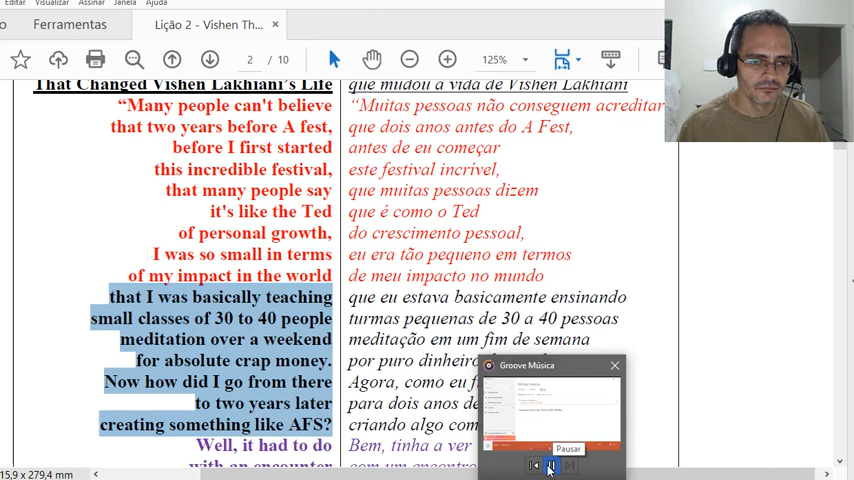 Editar Visualizar Assinar Janela Ajuda
Ferramentas
Lição 2 - Vishen Th...
2 / 10
125%
That Changed Vishen Lakhiani's Life
que mudou a vida de Vishen Lakhiani
“Many people can't believe
“Muitas pessoas não conseguem acreditar
that two years before A fest,
que dois anos antes do A Fest,
before I first started
antes de eu começar
this incredible festival,
este festival incrível,
that many people say
que muitas pessoas dizem
it's like the Ted
que é como o Ted
of personal growth,
do crescimento pessoal,
I was so small in terms
eu era tão pequeno em termos
of my impact in the world
de meu impacto no mundo
that I was basically teaching
que eu estava basicamente ensinando
small classes of 30 to 40 people
turmas pequenas de 30 a 40 pessoas
meditation over a weekend
meditação em um fim de semana
for absolute crap money.
por puro dinheiro
Now how did I go from there
Agora, como eu
to two years later
para dois anos
creating something like AFS?
criando algo
Well, it had to do
Bem, tinha a ver
with an encounter
com um encontro
Groove Música
Pausar
15,9 x 279,4 mm